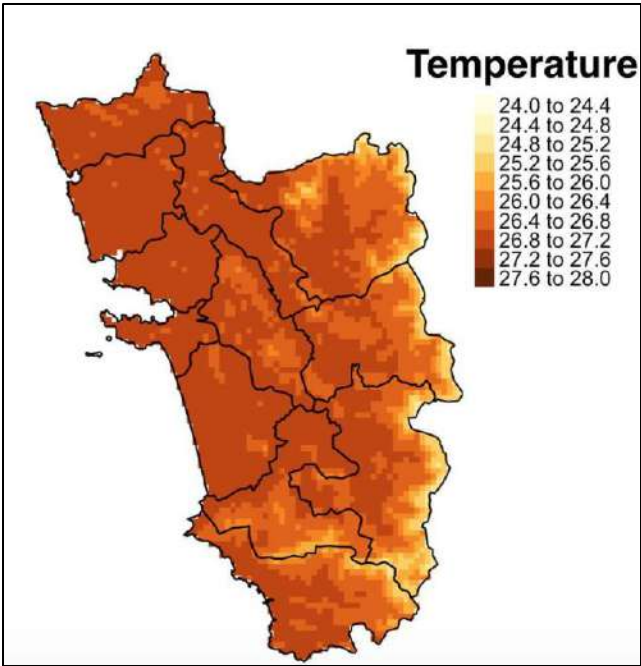 Temperature
24.0 to 24.4
24.4 to 24.8
24.8 to 25.2
25.2 to 25.6
25.6 to 26.0
26.0 to 26.4
26.4 to 26.8
26.8 to 27.2
27.2 to 27.6
27.6 to 28.0